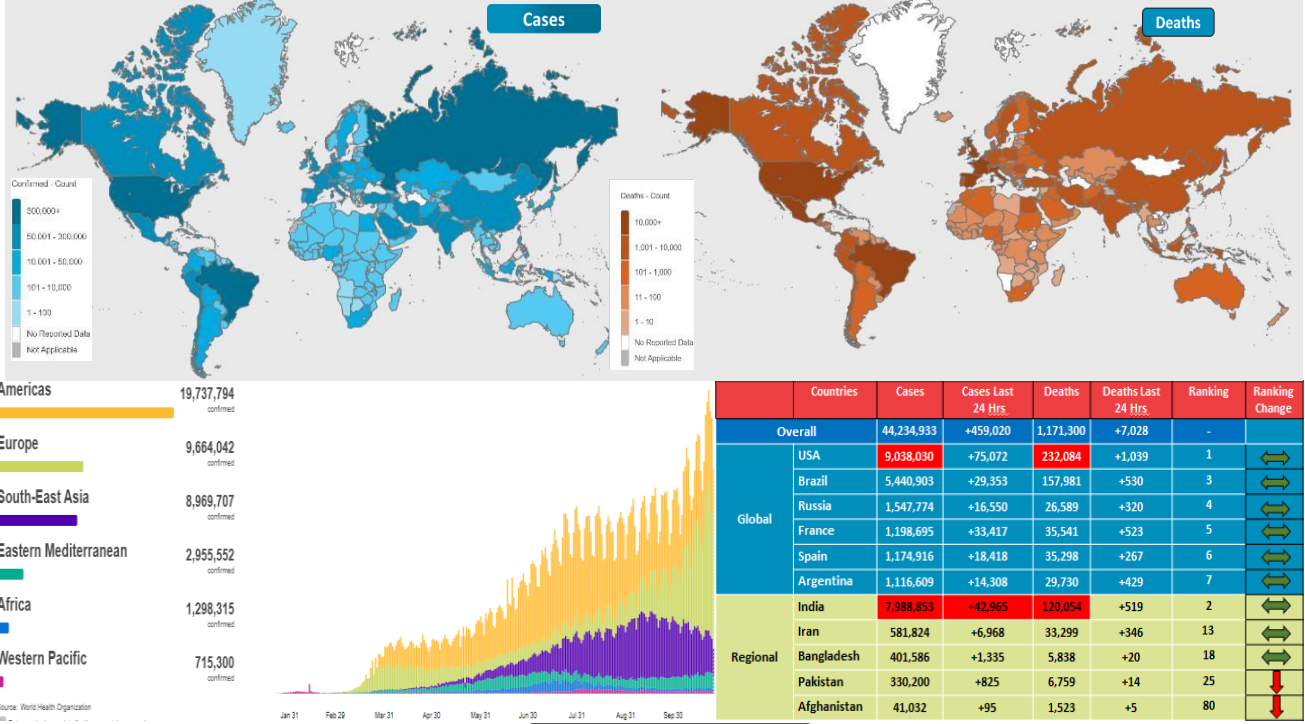 Cases
Deaths
Confirmed - Count
300,000+
50,001 - 300,000
10,001 - 50,000
101 - 10,000
1 - 100
No Reported Data
Not Applicable
Deaths - Count
10,000+
1,001 - 10,000
101 - 1,000
11 - 100
1 - 10
No Reported Data
Not Applicable
Americas 19,737,794
confirmed
Europe 9,664,042
confirmed
South-East Asia 8,969,707
confirmed
Eastern Mediterranean 2,955,552
confirmed
Africa 1,298,315
confirmed
Western Pacific 715,300
confirmed
Source: World Health Organization
Jan 31 Feb 29 Mar 31 Apr 30 May 31 Jun 30 Jul 31 Aug 31 Sep 30
Countries Cases Cases Last 24 Hrs Deaths Deaths Last 24 Hrs Ranking Ranking Change
Overall 44,234,933 +459,020 1,171,300 +7,028 -
Global
USA 9,038,030 +75,072 232,084 +1,039 1
Brazil 5,440,903 +29,353 157,981 +530 3
Russia 1,547,774 +16,550 26,589 +320 4
France 1,198,695 +33,417 35,541 +523 5
Spain 1,174,916 +18,418 35,298 +267 6
Argentina 1,116,609 +14,308 29,730 +429 7
Regional
India 7,988,853 +42,965 120,054 +519 2
Iran 581,824 +6,968 33,299 +346 13
Bangladesh 401,586 +1,335 5,838 +20 18
Pakistan 330,200 +825 6,759 +14 25
Afghanistan 41,032 +95 1,523 +5 80